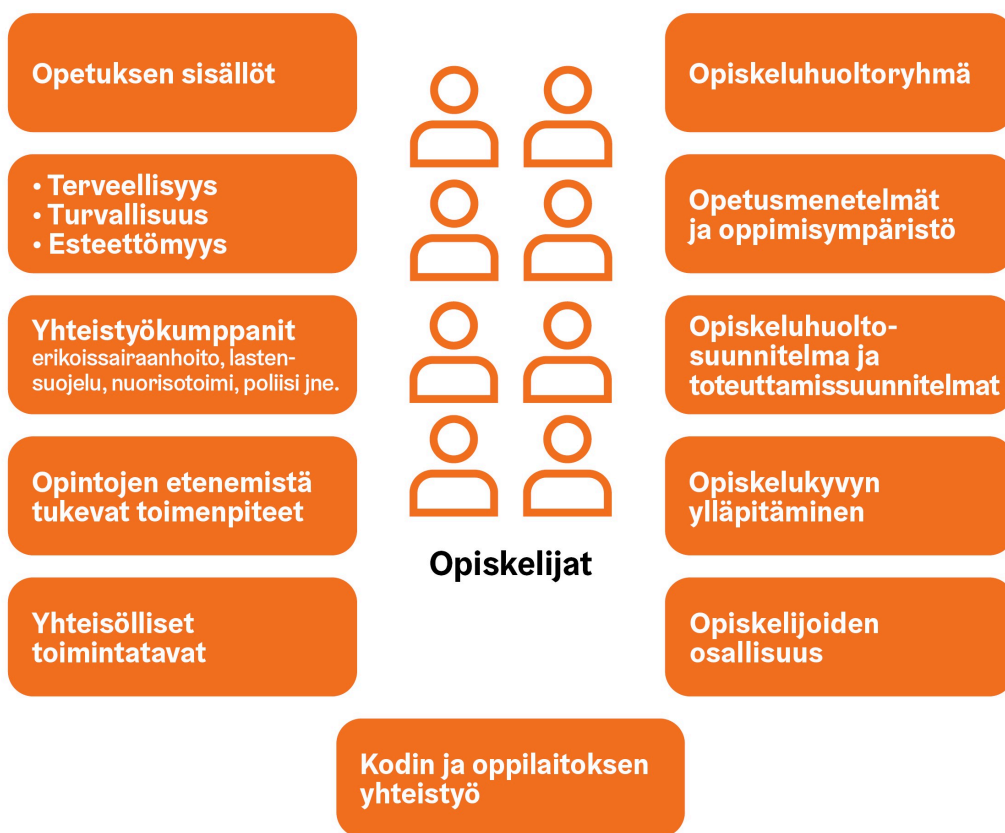 Opetuksen sisällöt
• Terveellisyys
• Turvallisuus
• Esteettömyys
Yhteistyökumppanit
erikoissairaanhoito, lasten-
suojelu, nuorisotoimi, poliisi jne.
Opintojen etenemistä
tukevat toimenpiteet
Yhteisölliset
toimintatavat
Opiskelijat
Opiskeluhuoltoryhmä
Opetusmenetelmät
ja oppimisympäristö
Opiskeluhuolto-
suunnitelma ja
toteuttamissuunnitelmat
Opiskelukyvyn
ylläpitäminen
Opiskelijoiden
osallisuus
Kodin ja oppilaitoksen
yhteistyö